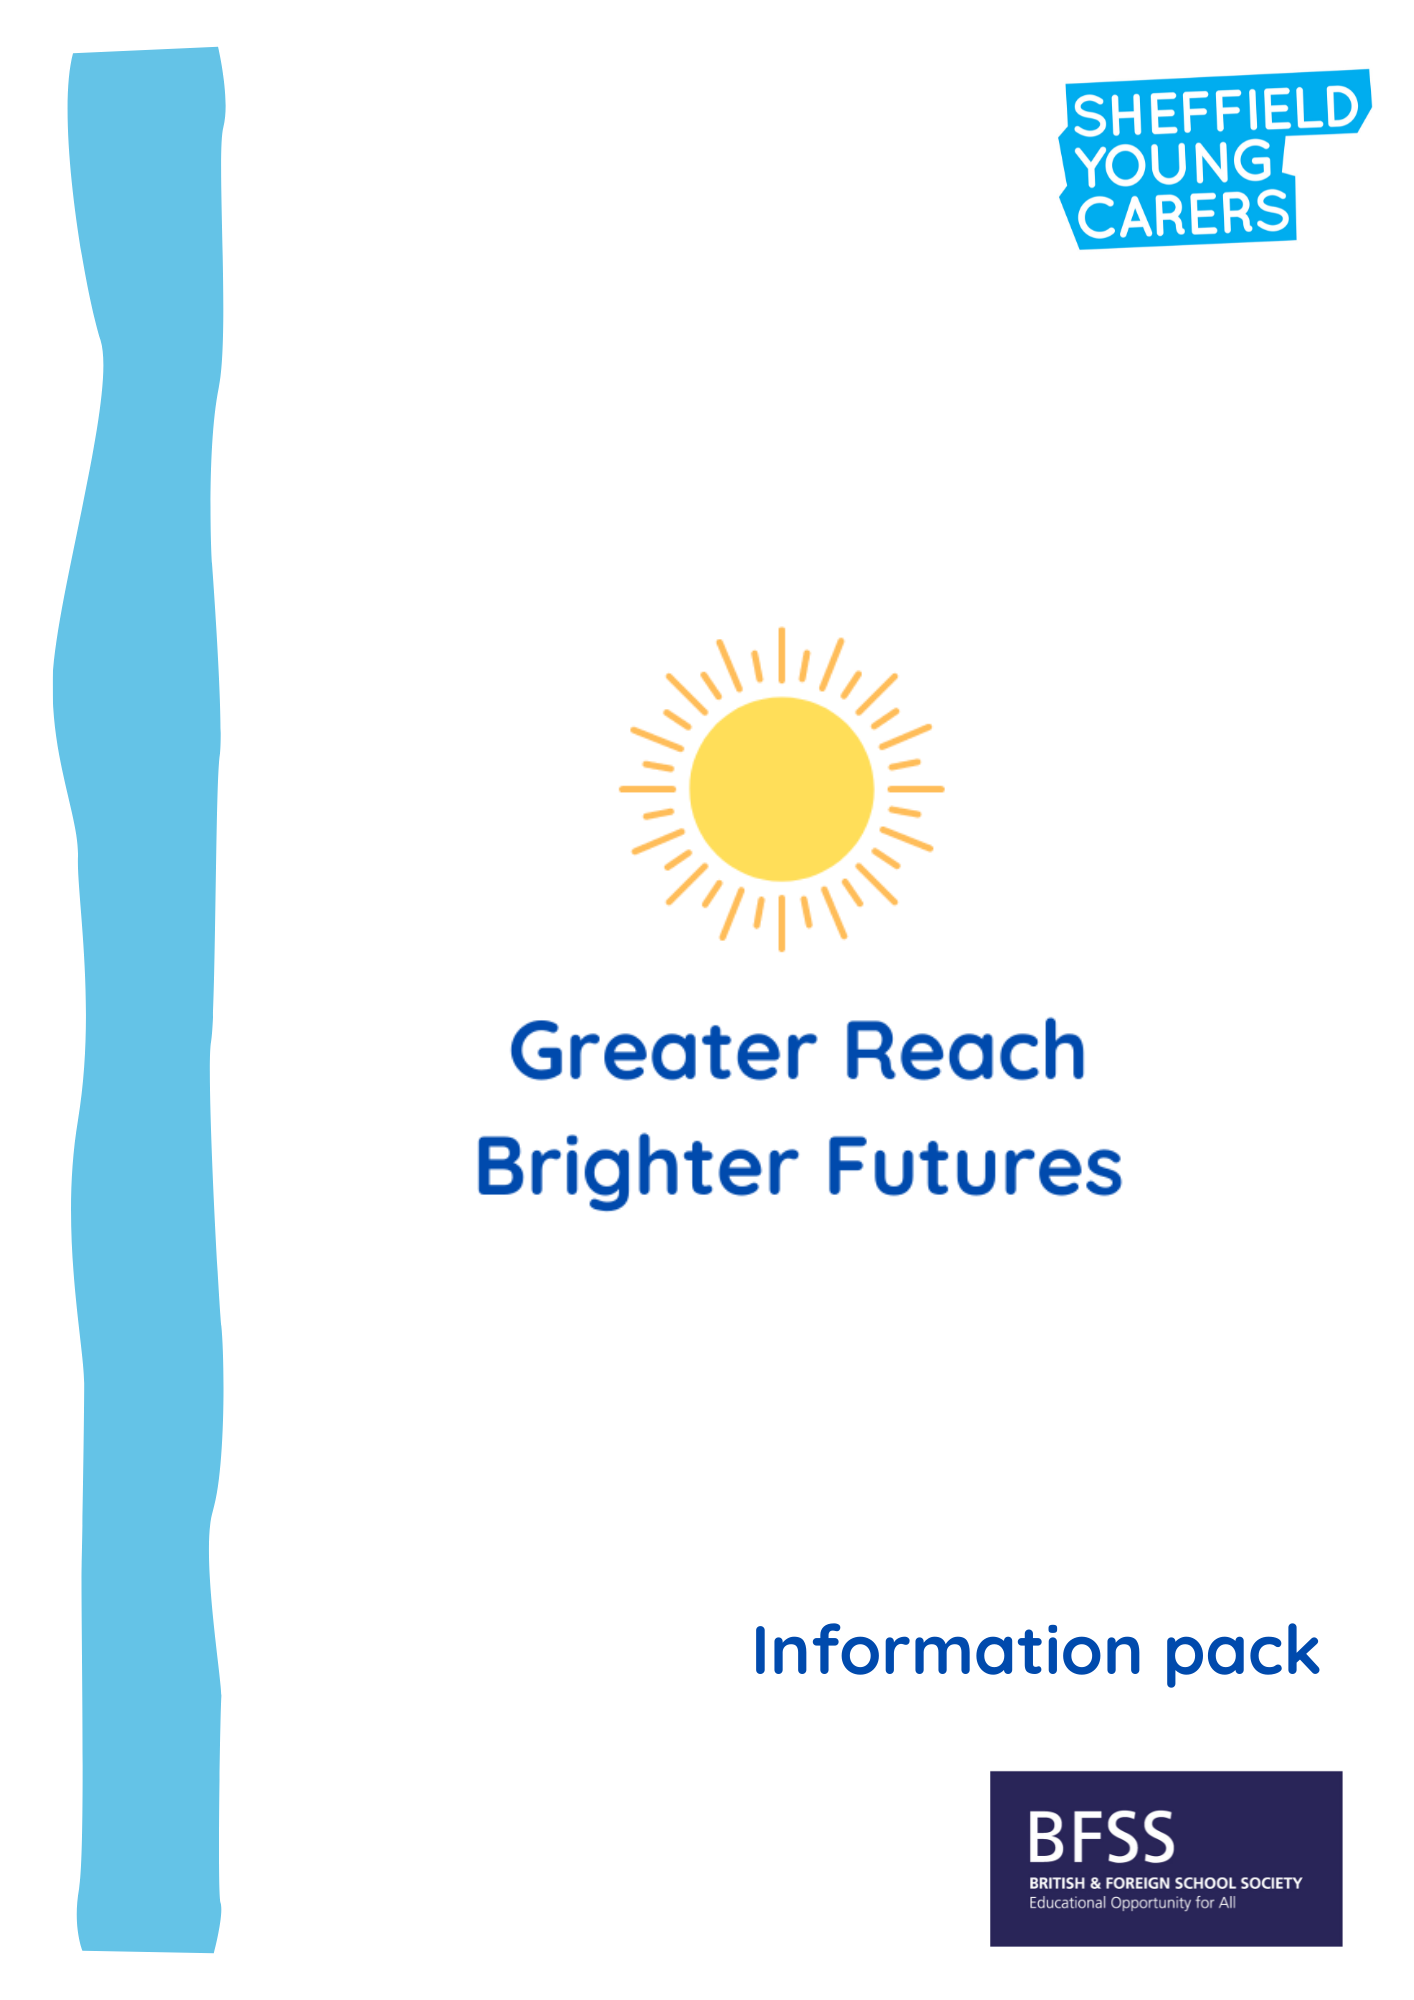 SHEFFIELD
YOUNG
CARERS
Greater Reach
Brighter Futures
Information pack
BFSS
BRITISH & FOREIGN SCHOOL SOCIETY
Educational Opportunity for All